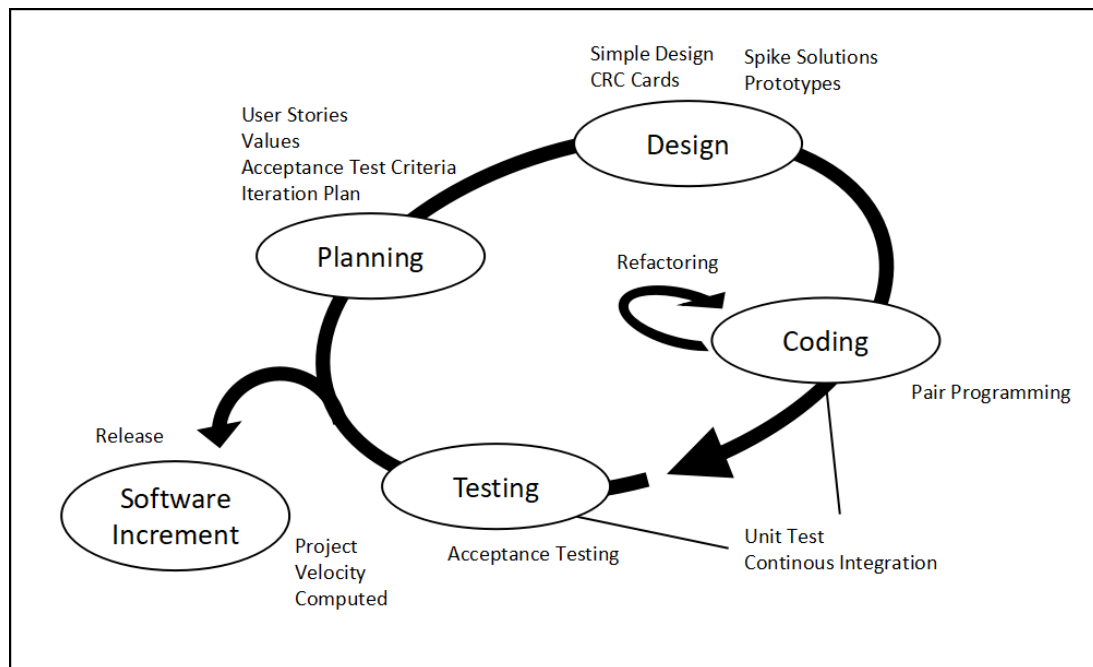 Simple Design
CRC Cards
Spike Solutions
Prototypes
User Stories
Values
Acceptance Test Criteria
Iteration Plan
Design
Planning
Refactoring
Coding
Pair Programming
Release
Software
Increment
Testing
Project
Velocity
Computed
Acceptance Testing
Unit Test
Continous Integration